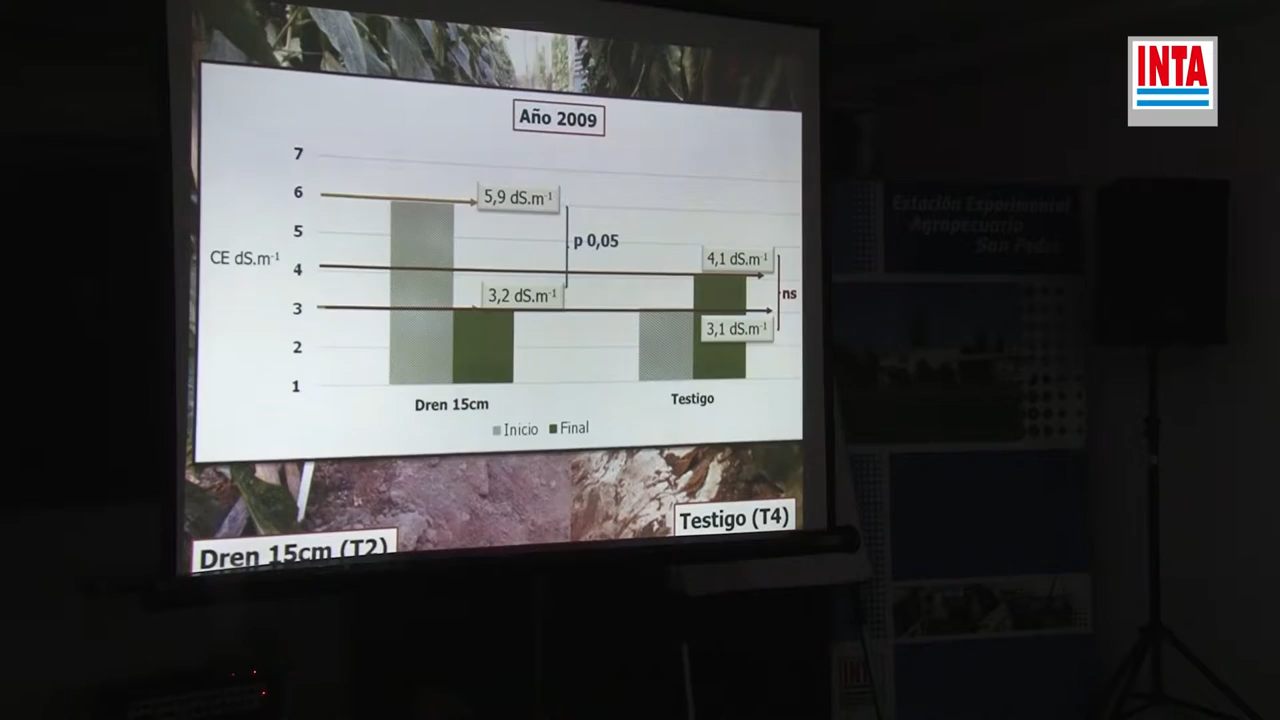 INTA
Año 2009
7
6
5
4
3
2
1
CE dS.m-1
5,9 dS.m-1
p 0,05
3,2 dS.m-1
4,1 dS.m-1
ns
3,1 dS.m-1
Dren 15cm
Testigo
Inicio
Final
Dren 15cm (T2)
Testigo (T4)
Estación Experimental
Agropecuaria
San Pedro
INTA